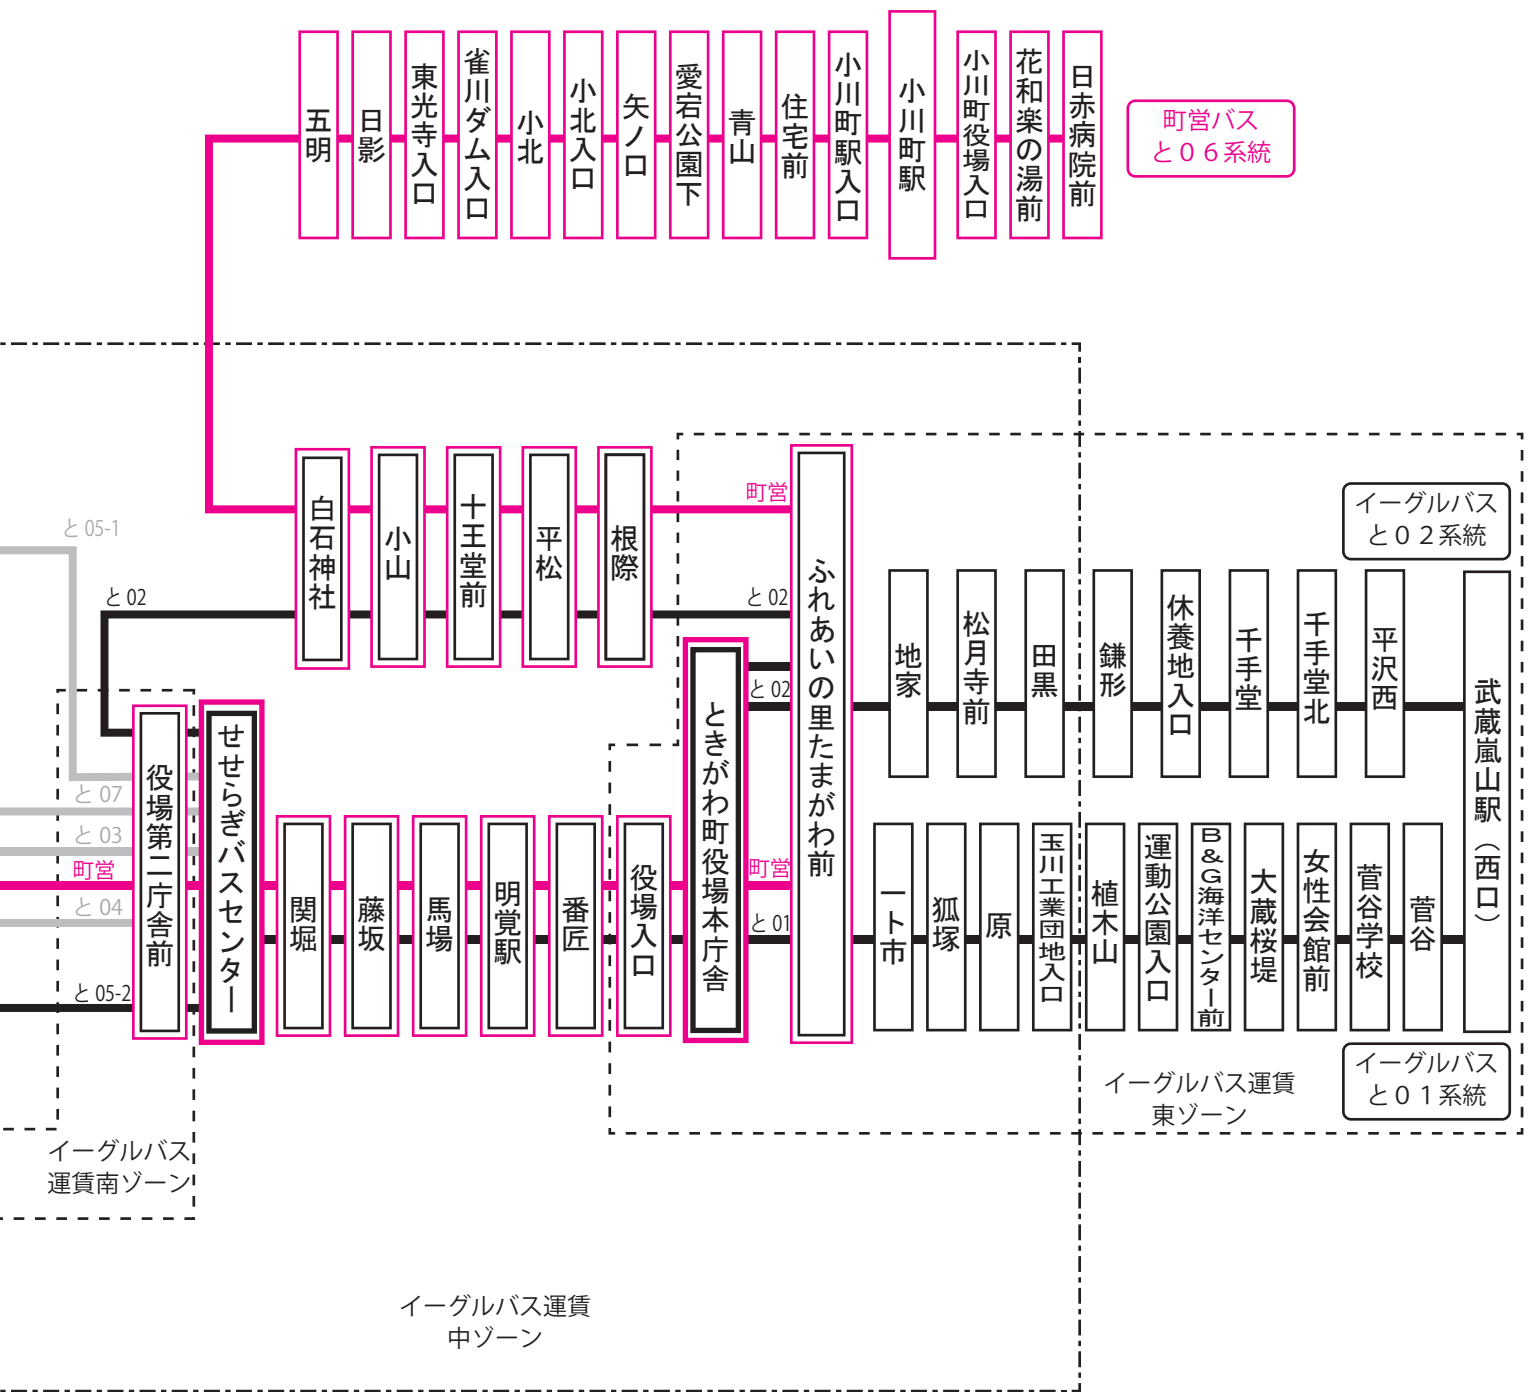 五明
日影
東光寺入口
雀川ダム入口
小北
小北入口
矢ノ口
愛宕公園下
青山
住宅前
小川町駅入口
小川町駅
小川町役場入口
花和楽の湯前
日赤病院前
町営バス
と０６系統
白石神社
小山
十王堂前
平松
根際
町営
と 05-1
と 02
と 02
と 02
イーグルバス
と０２系統
ふれあいの里たまがわ前
地家
松月寺前
田黒
鎌形
休養地入口
千手堂
千手堂北
平沢西
武蔵嵐山駅（西口）
と 07
と 03
町営
と 04
と 05-2
役場第二庁舎前
せせらぎバスセンター
関堀
藤坂
馬場
明覚駅
番匠
役場入口
ときがわ町役場本庁舎
町営
と 01
一ト市
狐塚
原
玉川工業団地入口
植木山
運動公園入口
B&G海洋センター前
大蔵桜堤
女性会館前
菅谷学校
菅谷
イーグルバス
と０１系統
イーグルバス運賃
東ゾーン
イーグルバス
運賃南ゾーン
イーグルバス運賃
中ゾーン